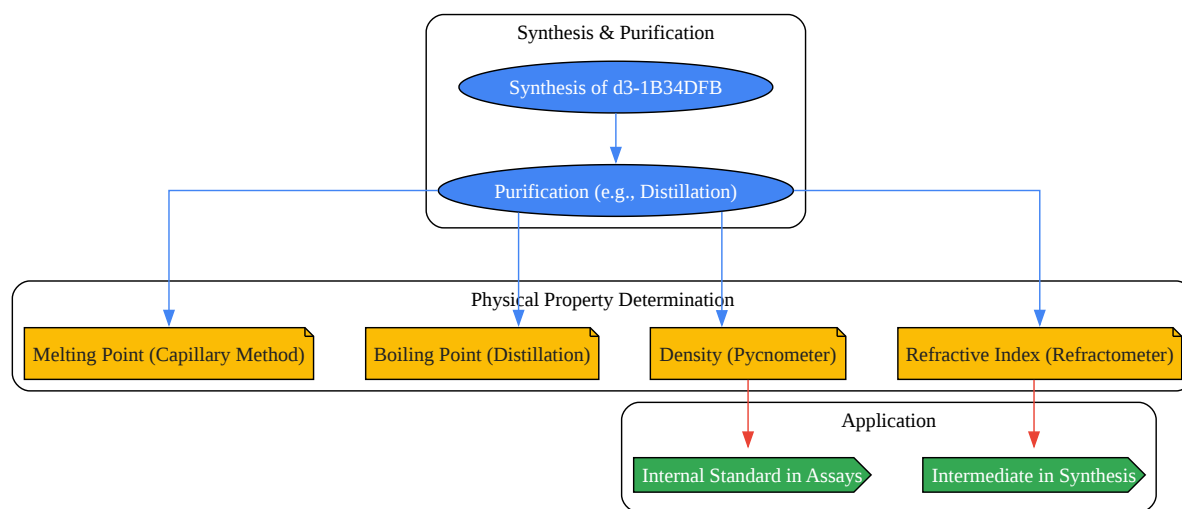 Synthesis & Purification
Synthesis of d3-1B34DFB
Purification (e.g., Distillation)
Physical Property Determination
Melting Point (Capillary Method)
Boiling Point (Distillation)
Density (Pycnometer)
Refractive Index (Refractometer)
Application
Internal Standard in Assays
Intermediate in Synthesis